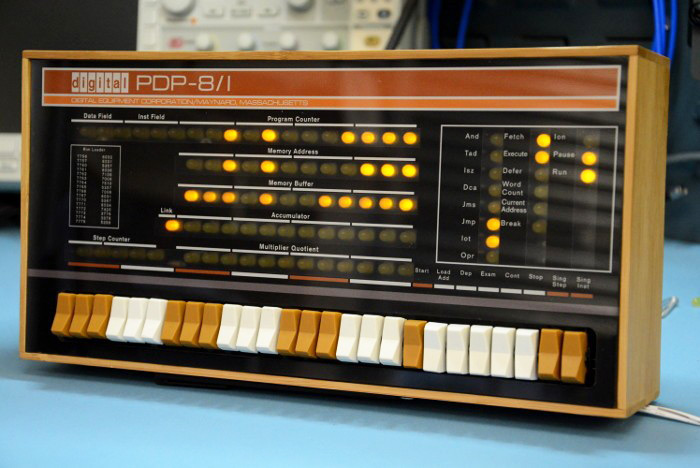 digital PDP-8/I
DIGITAL EQUIPMENT CORPORATION/MAYNARD, MASSACHUSETTS
Data Field Inst Field Program Counter
Memory Address
Memory Buffer
Link Accumulator
Step Counter Multiplier Quotient
Rim Loader
And Fetch Ion
Tad Execute Pause
Isz Defer Run
Dca Word Count
Jms Current Address
Jmp Break
Iot
Opr
Start Load Add Dep Exam Cont Stop Sing Step Sing Inst